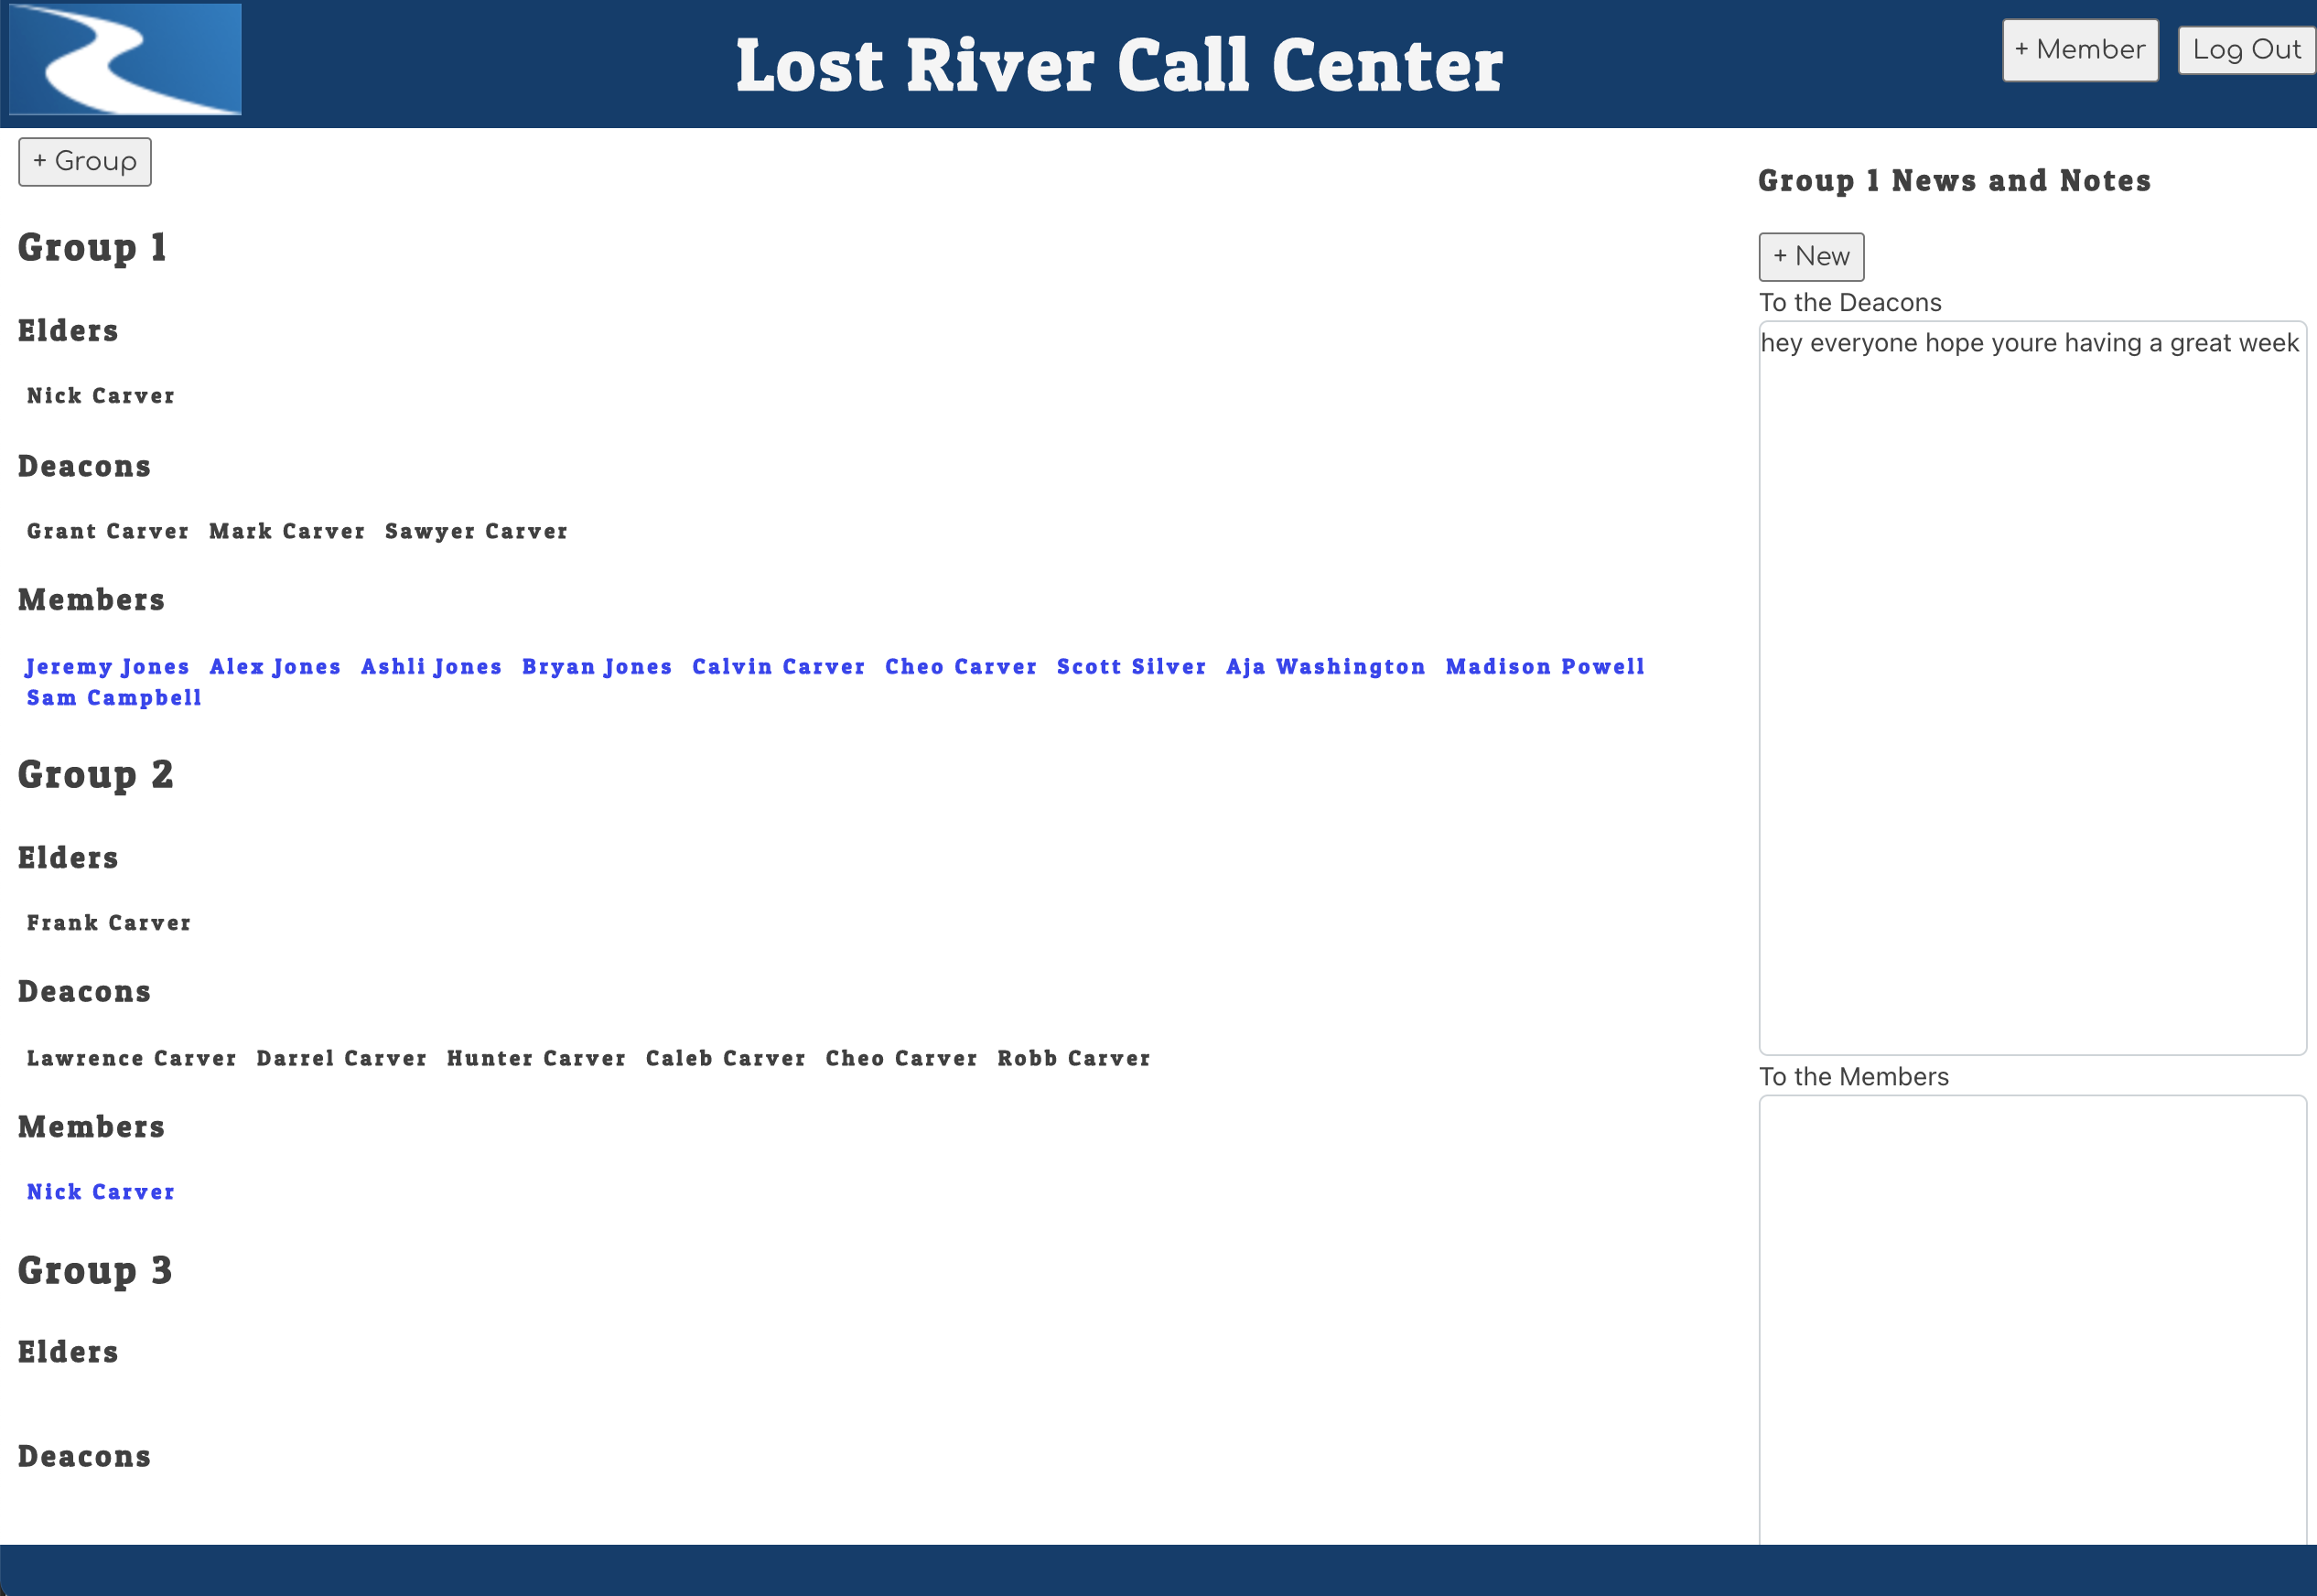 Lost River Call Center
+ Member
Log Out
+ Group
Group 1
Elders
Nick Carver
Deacons
Grant Carver Mark Carver Sawyer Carver
Members
Jeremy Jones Alex Jones Ashli Jones Bryan Jones Calvin Carver Cheo Carver Scott Silver Aja Washington Madison Powell
Sam Campbell
Group 2
Elders
Frank Carver
Deacons
Lawrence Carver Darrel Carver Hunter Carver Caleb Carver Cheo Carver Robb Carver
Members
Nick Carver
Group 3
Elders
Deacons
Group 1 News and Notes
+ New
To the Deacons
hey everyone hope youre having a great week
To the Members